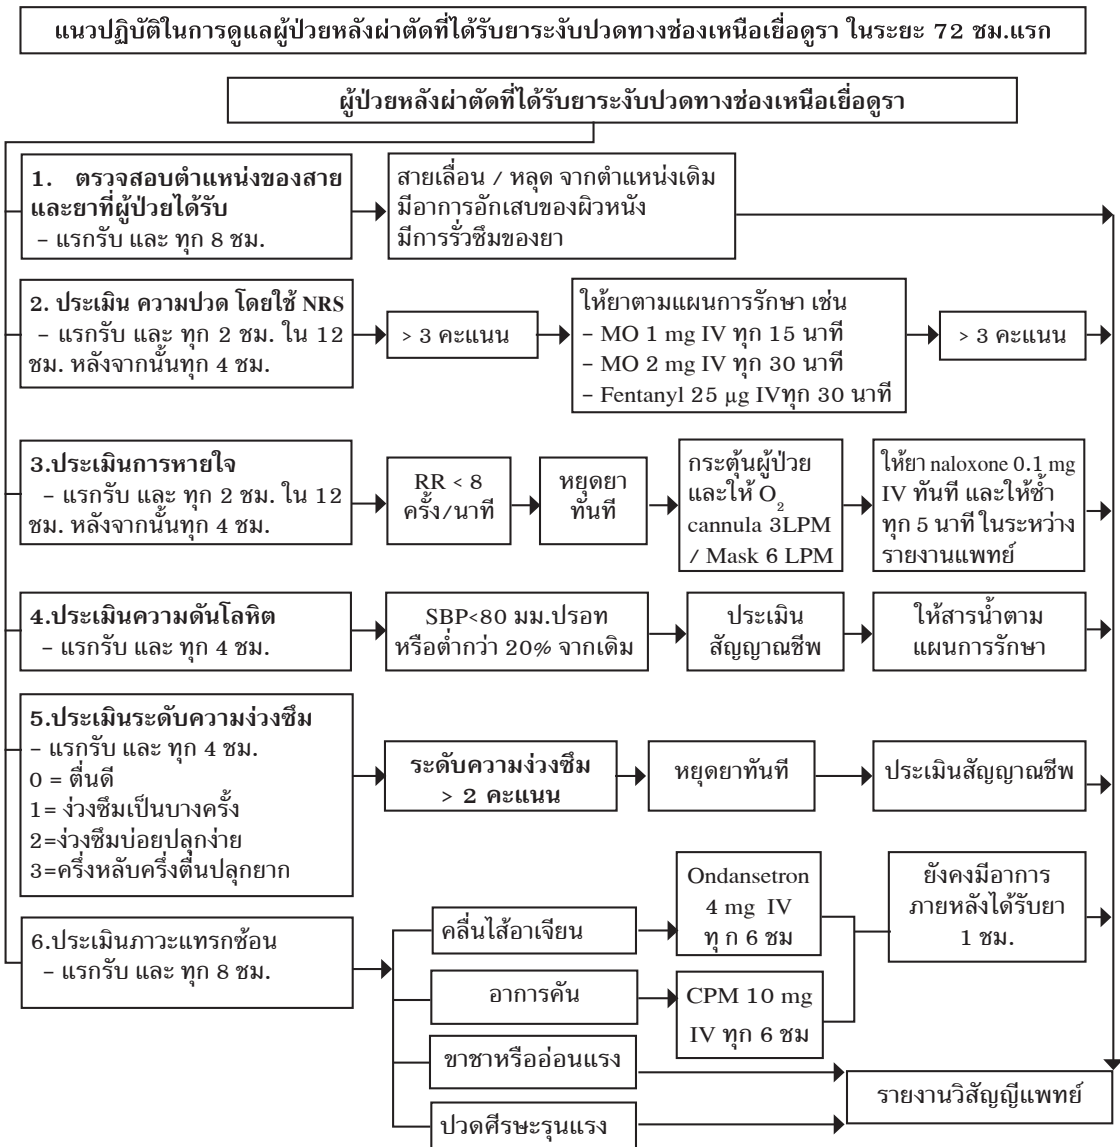 แนวปฏิบัติในการดูแลผู้ป่วยหลังผ่าตัดที่ได้รับยาระงับปวดทางช่องเหนือเยื่อดูรา ในระยะ 72 ชม.แรก
ผู้ป่วยหลังผ่าตัดที่ได้รับยาระงับปวดทางช่องเหนือเยื่อดูรา
1. ตรวจสอบตำแหน่งของสาย
และยาที่ผู้ป่วยได้รับ
– แรกรับ และ ทุก 8 ชม.
สายเลื่อน / หลุด จากตำแหน่งเดิม
มีอาการอักเสบของผิวหนัง
มีการรั่วซึมของยา
2. ประเมิน ความปวด โดยใช้ NRS
– แรกรับ และ ทุก 2 ชม. ใน 12
ชม. หลังจากนั้นทุก 4 ชม.
> 3 คะแนน
ให้ยาตามแผนการรักษา เช่น
– MO 1 mg IV ทุก 15 นาที
– MO 2 mg IV ทุก 30 นาที
– Fentanyl 25 µg IVทุก 30 นาที
> 3 คะแนน
3.ประเมินการหายใจ
– แรกรับ และ ทุก 2 ชม. ใน 12
ชม. หลังจากนั้นทุก 4 ชม.
RR < 8
ครั้ง/นาที
หยุดยา
ทันที
กระตุ้นผู้ป่วย
และให้ O2
cannula 3LPM
/ Mask 6 LPM
ให้ยา naloxone 0.1 mg
IV ทันที และให้ซ้ำ
ทุก 5 นาที ในระหว่าง
รายงานแพทย์
4.ประเมินความดันโลหิต
– แรกรับ และ ทุก 4 ชม.
SBP<80 มม.ปรอท
หรือต่ำกว่า 20% จากเดิม
ประเมิน
สัญญาณชีพ
ให้สารน้ำตาม
แผนการรักษา
5.ประเมินระดับความง่วงซึม
– แรกรับ และ ทุก 4 ชม.
0 = ตื่นดี
1= ง่วงซึมเป็นบางครั้ง
2=ง่วงซึมบ่อยปลุกง่าย
3=ครึ่งหลับครึ่งตื่นปลุกยาก
ระดับความง่วงซึม
> 2 คะแนน
หยุดยาทันที
ประเมินสัญญาณชีพ
6.ประเมินภาวะแทรกซ้อน
– แรกรับ และ ทุก 8 ชม.
คลื่นไส้อาเจียน
Ondansetron
4 mg IV
ทุ ก 6 ชม
ยังคงมีอาการ
ภายหลังได้รับยา
1 ชม.
อาการคัน
CPM 10 mg
IV ทุก 6 ชม
ขาชาหรืออ่อนแรง
รายงานวิสัญญีแพทย์
ปวดศีรษะรุนแรง